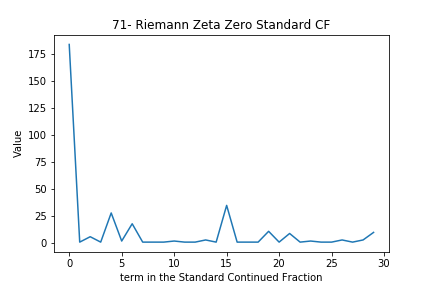 71- Riemann Zeta Zero Standard CF
Value
175
150
125
100
75
50
25
0
0 5 10 15 20 25 30
term in the Standard Continued Fraction